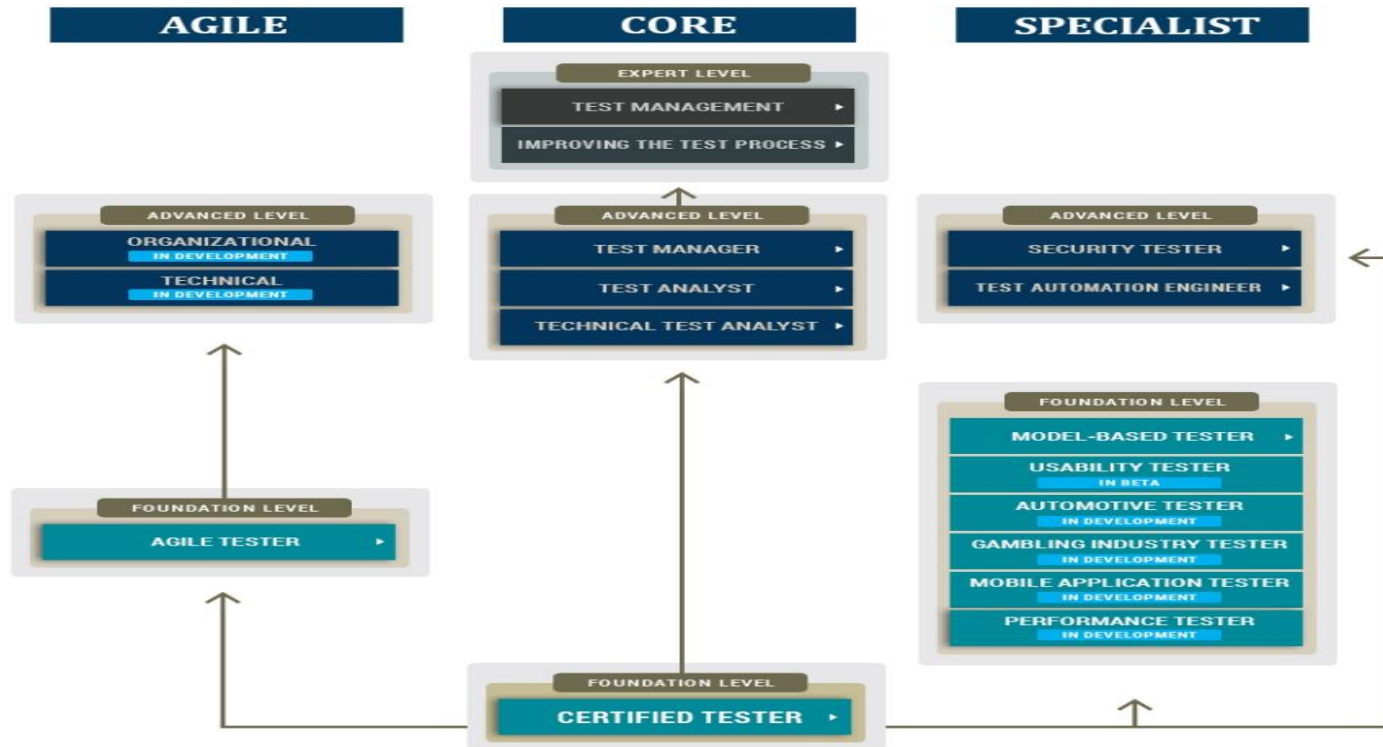 AGILE
ORGANIZATIONAL
ADVANCED LEVEL
IN DEVELOPMENT
TECHNICAL
IN DEVELOPMENT
FOUNDATION LEVEL
AGILE TESTER
CORE
EXPERT LEVEL
TEST MANAGEMENT
IMPROVING THE TEST PROCESS
ADVANCED LEVEL
TEST MANAGER
TEST ANALYST
TECHNICAL TEST ANALYST
FOUNDATION LEVEL
CERTIFIED TESTER
SPECIALIST
ADVANCED LEVEL
SECURITY TESTER
TEST AUTOMATION ENGINEER
FOUNDATION LEVEL
MODEL-BASED TESTER
USABILITY TESTER
IN BETA
AUTOMOTIVE TESTER
IN DEVELOPMENT
GAMBLING INDUSTRY TESTER
IN DEVELOPMENT
MOBILE APPLICATION TESTER
IN DEVELOPMENT
PERFORMANCE TESTER
IN DEVELOPMENT